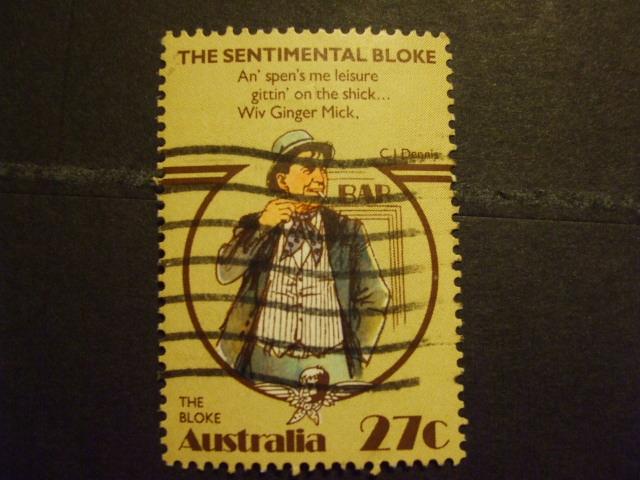 THE SENTIMENTAL BLOKE
An' spen's me leisure
gittin' on the shick...
Wiv Ginger Mick.
C J Dennis
BAR
THE
BLOKE
Australia 27c